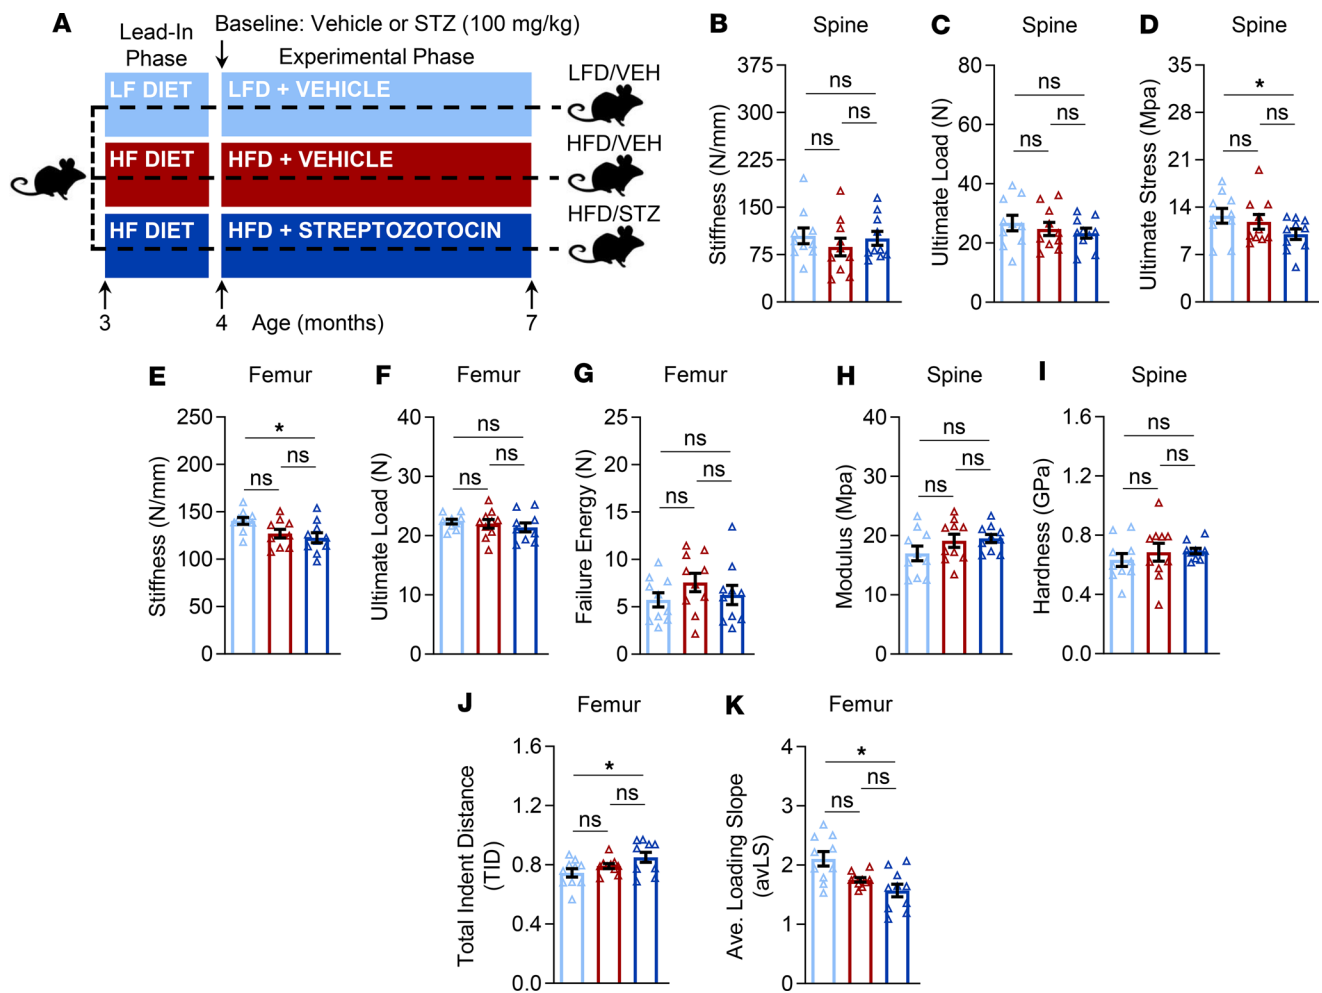 A
Baseline: Vehicle or STZ (100 mg/kg)
Lead-In
Phase
Experimental Phase
LF DIET
LFD + VEHICLE
LFD/VEH
HF DIET
HFD + VEHICLE
HFD/VEH
HF DIET
HFD + STREPTOZOTOCIN
HFD/STZ
3
4
Age (months)
7
B
Spine
Stiffness (N/mm)
375
300
225
150
75
0
ns
ns
ns
C
Spine
Ultimate Load (N)
80
60
40
20
0
ns
ns
ns
D
Spine
Ultimate Stress (Mpa)
35
28
21
14
7
0
*
ns
ns
E
Femur
Stiffness (N/mm)
250
200
150
100
50
0
*
ns
ns
F
Femur
Ultimate Load (N)
40
30
20
10
0
ns
ns
ns
G
Femur
Failure Energy (N)
25
20
15
10
5
0
ns
ns
ns
H
Spine
Modulus (Mpa)
40
30
20
10
0
ns
ns
ns
I
Spine
Hardness (GPa)
1.6
1.2
0.8
0.4
0.0
ns
ns
ns
J
Femur
Total Indent Distance
(TID)
1.6
1.2
0.8
0.4
0.0
*
ns
ns
K
Femur
Ave. Loading Slope
(avLS)
4
3
2
1
0
*
ns
ns